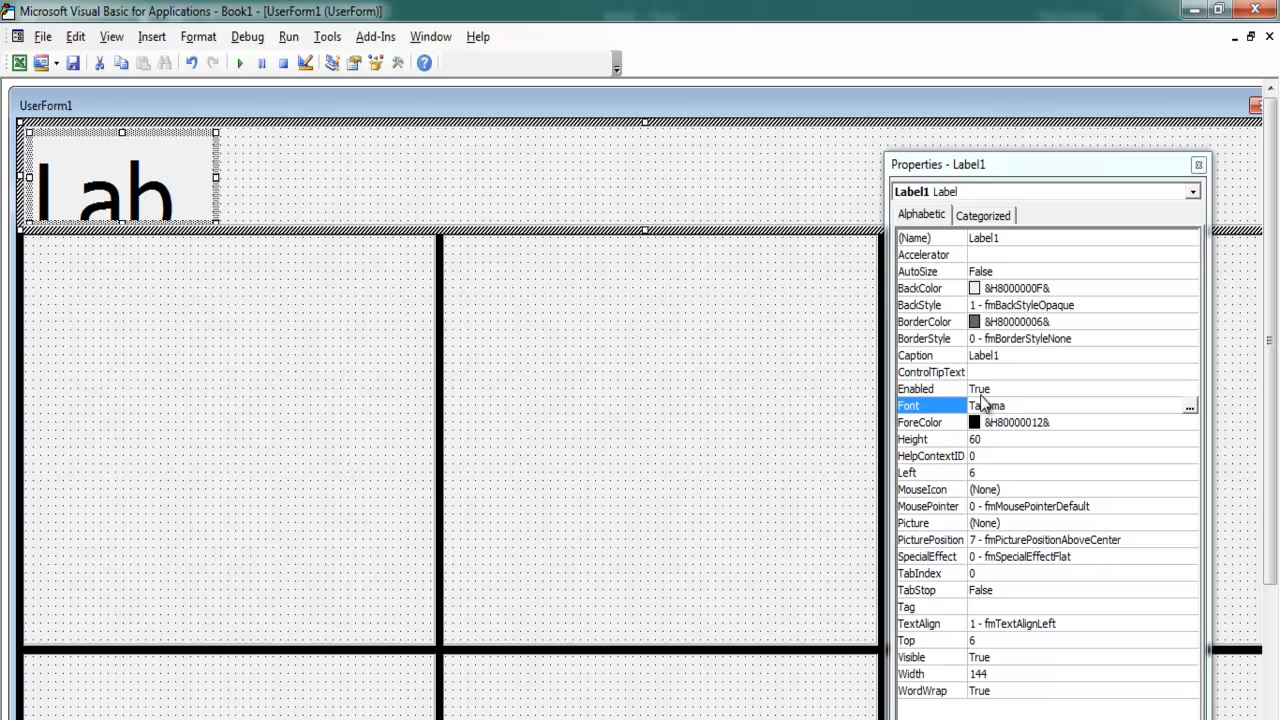 Microsoft Visual Basic for Applications - Book1 - [UserForm1 (UserForm)]
File Edit View Insert Format Debug Run Tools Add-Ins Window Help
UserForm1
Lab
Properties - Label1
Label1 Label
Alphabetic Categorized
(Name) Label1
Accelerator
AutoSize False
BackColor &H8000000F&
BackStyle 1 - fmBackStyleOpaque
BorderColor &H80000006&
BorderStyle 0 - fmBorderStyleNone
Caption Label1
ControlTipText
Enabled True
Font Tahoma ...
ForeColor &H80000012&
Height 60
HelpContextID 0
Left 6
MouseIcon (None)
MousePointer 0 - fmMousePointerDefault
Picture (None)
PicturePosition 7 - fmPicturePositionAboveCenter
SpecialEffect 0 - fmSpecialEffectFlat
TabIndex 0
TabStop False
Tag
TextAlign 1 - fmTextAlignLeft
Top 6
Visible True
Width 144
WordWrap True